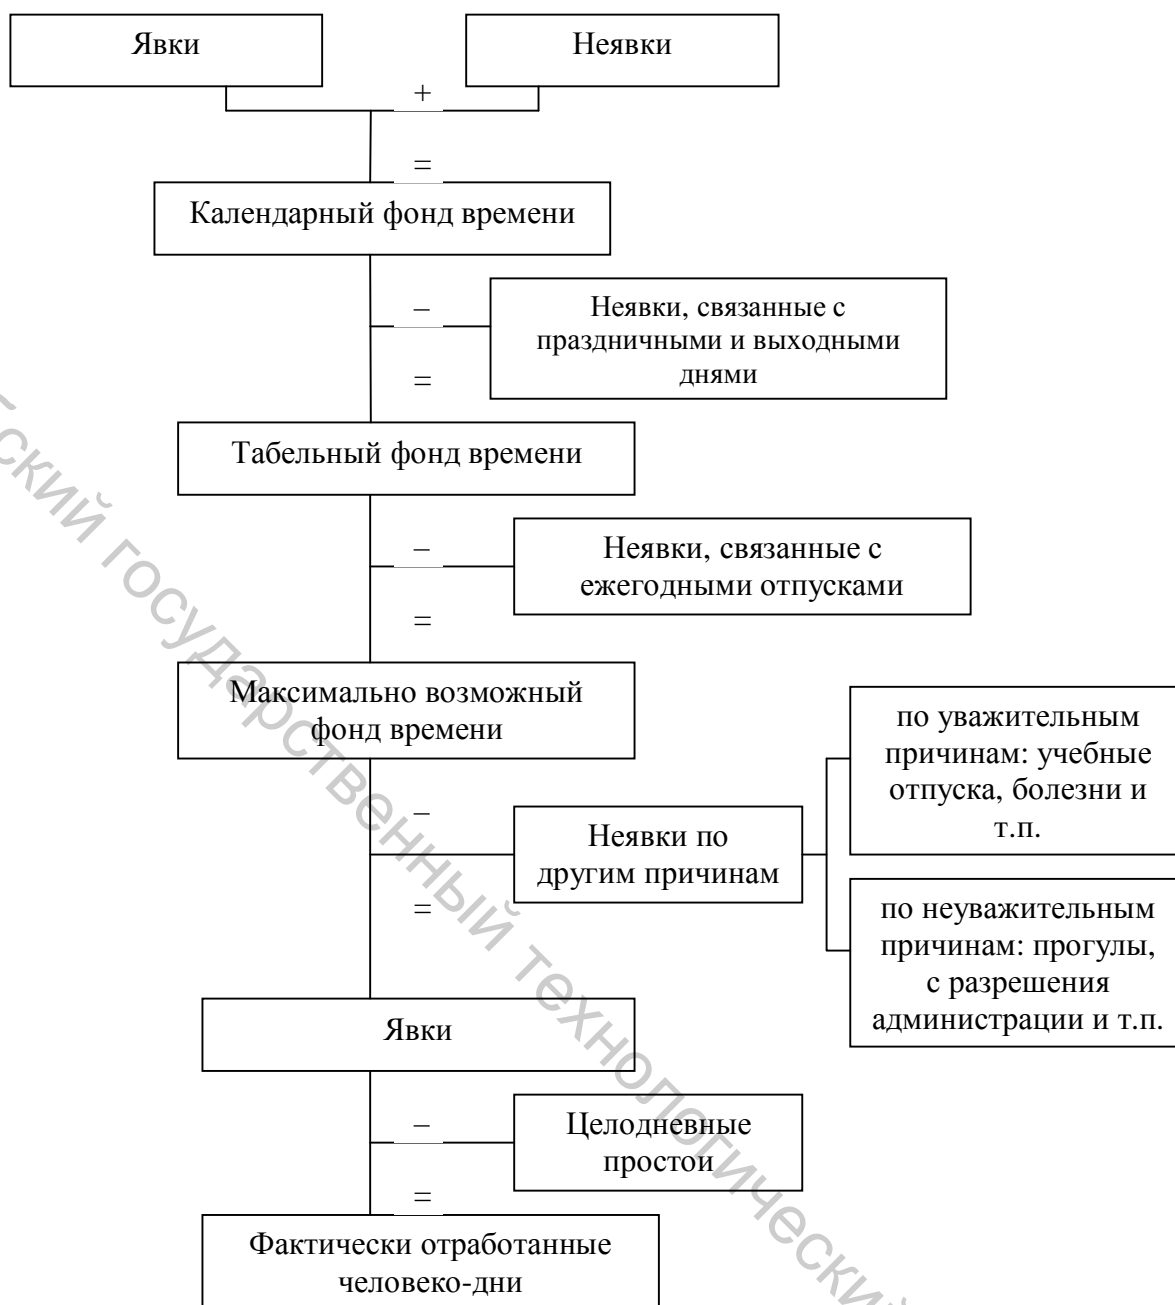 Явки
Неявки
+
=
Календарный фонд времени
–
Неявки, связанные с
праздничными и выходными
днями
=
Табельный фонд времени
–
Неявки, связанные с
ежегодными отпусками
=
Максимально возможный
фонд времени
–
Неявки по
другим причинам
=
по уважительным
причинам: учебные
отпуска, болезни и
т.п.
по неуважительным
причинам: прогулы,
с разрешения
администрации и т.п.
Явки
–
Целодневные
простои
=
Фактически отработанные
человеко-дни
государственный технологический